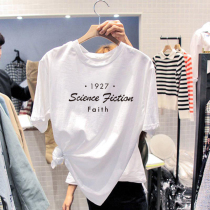 • 1927 •
Science Fiction
Faith